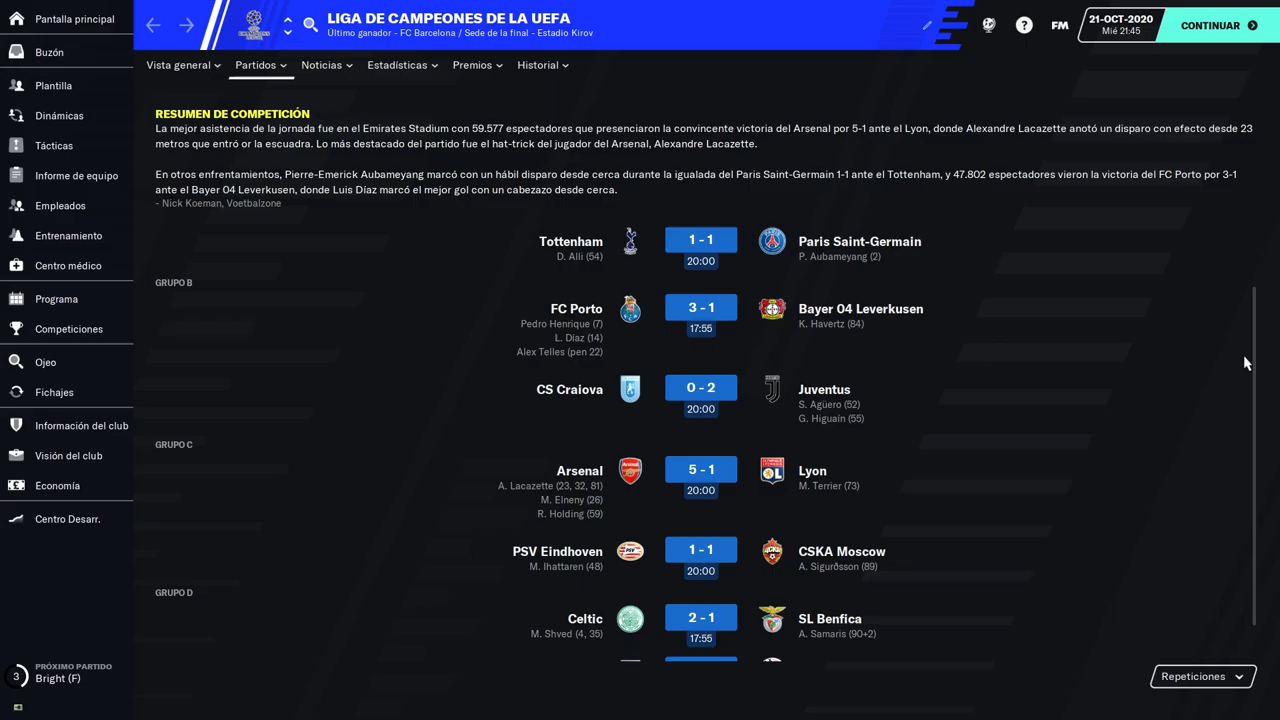 Pantalla principal
Buzón
Plantilla
Dinámicas
Tácticas
Informe de equipo
Empleados
Entrenamiento
Centro médico
Programa
Competiciones
Ojeo
Fichajes
Información del club
Visión del club
Economía
Centro Desarr.
3
PRÓXIMO PARTIDO
Bright (F)
LIGA DE CAMPEONES DE LA UEFA
Último ganador - FC Barcelona / Sede de la final - Estadio Kirov
?
FM
21-OCT-2020
Mié 21:45
CONTINUAR
Vista general
Partidos
Noticias
Estadísticas
Premios
Historial
RESUMEN DE COMPETICIÓN
La mejor asistencia de la jornada fue en el Emirates Stadium con 59.577 espectadores que presenciaron la convincente victoria del Arsenal por 5-1 ante el Lyon, donde Alexandre Lacazette anotó un disparo con efecto desde 23
metros que entró or la escuadra. Lo más destacado del partido fue el hat-trick del jugador del Arsenal, Alexandre Lacazette.
En otros enfrentamientos, Pierre-Emerick Aubameyang marcó con un hábil disparo desde cerca durante la igualada del Paris Saint-Germain 1-1 ante el Tottenham, y 47.802 espectadores vieron la victoria del FC Porto por 3-1
ante el Bayer 04 Leverkusen, donde Luis Díaz marcó el mejor gol con un cabezazo desde cerca.
- Nick Koeman, Voetbalzone
Tottenham 1 - 1 Paris Saint-Germain
D. Alli (54) 20:00 P. Aubameyang (2)
GRUPO B
FC Porto 3 - 1 Bayer 04 Leverkusen
Pedro Henrique (7) 17:55 K. Havertz (84)
L. Díaz (14)
Alex Telles (pen 22)
CS Craiova 0 - 2 Juventus
20:00 S. Agüero (52)
G. Higuaín (55)
GRUPO C
Arsenal 5 - 1 Lyon
A. Lacazette (23, 32, 81) 20:00 M. Terrier (73)
M. Elneny (26)
R. Holding (59)
PSV Eindhoven 1 - 1 CSKA Moscow
M. Ihattaren (48) 20:00 A. Sigurðsson (89)
GRUPO D
Celtic 2 - 1 SL Benfica
M. Shved (4, 35) 17:55 A. Samaris (90+2)
Repeticiones